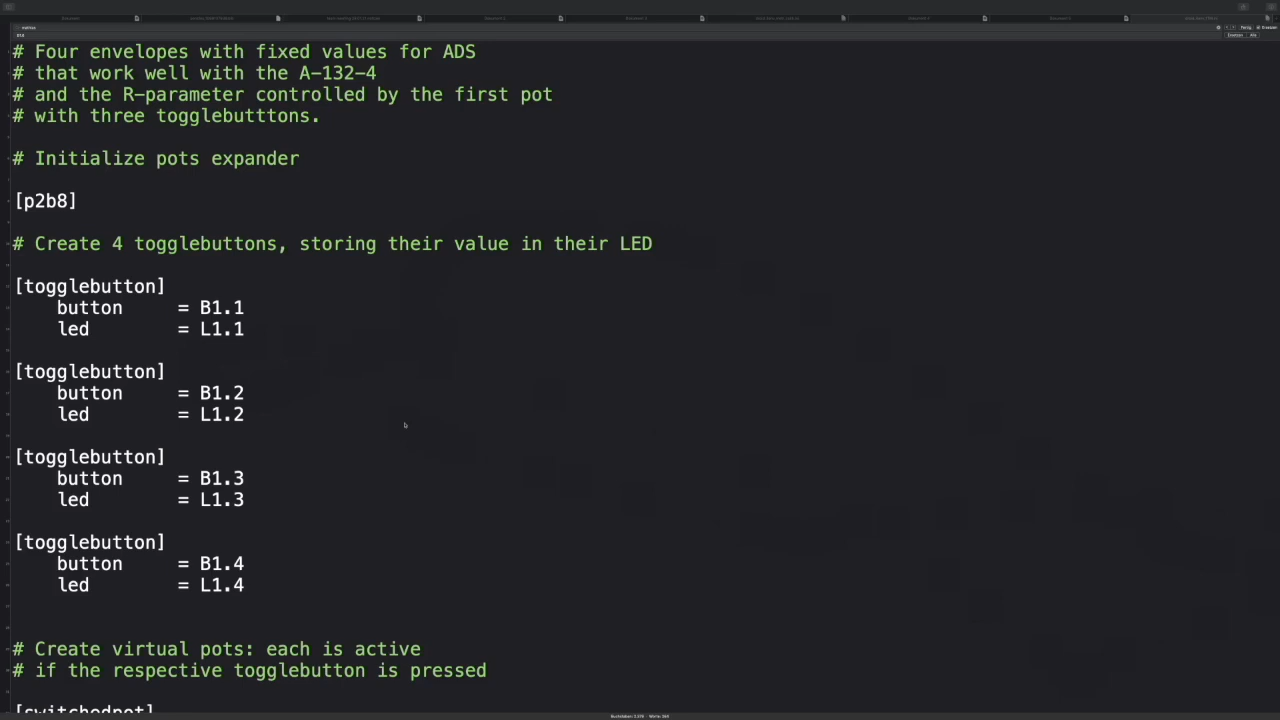 # Four envelopes with fixed values for ADS
# that work well with the A-132-4
# and the R-parameter controlled by the first pot
# with three togglebutttons.
# Initialize pots expander
[p2b8]
# Create 4 togglebuttons, storing their value in their LED
[togglebutton]
button = B1.1
led = L1.1
[togglebutton]
button = B1.2
led = L1.2
[togglebutton]
button = B1.3
led = L1.3
[togglebutton]
button = B1.4
led = L1.4
# Create virtual pots: each is active
# if the respective togglebutton is pressed
[switchedpot]